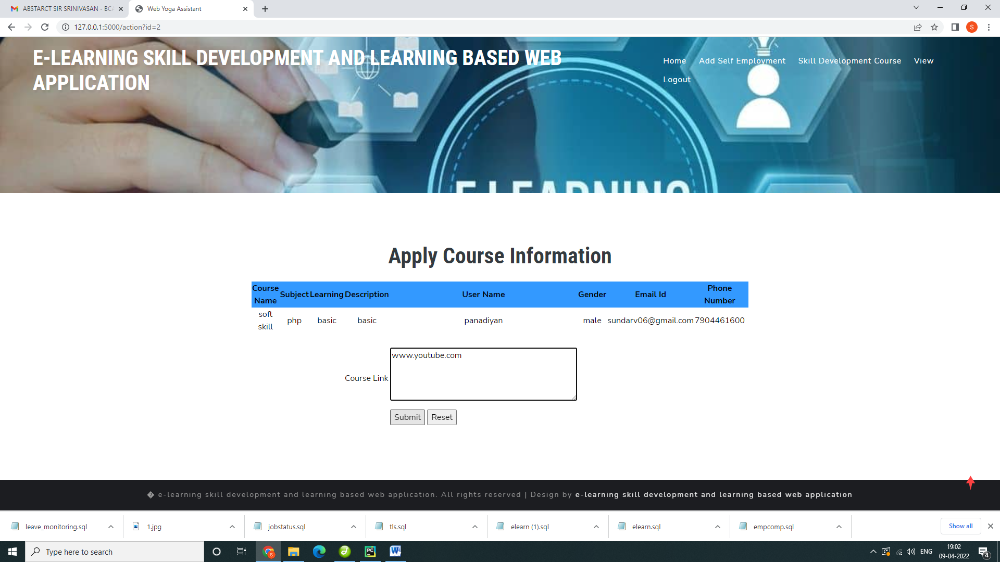 ABSTARCT SIR SRINIVASAN - BCA
Web Yoga Assistant
127.0.0.1:5000/action?id=2
S
E-LEARNING SKILL DEVELOPMENT AND LEARNING BASED WEB
APPLICATION
Home Add Self Employment Skill Development Course View
Logout
E LEARNING
Apply Course Information
Course Name Subject Learning Description User Name Gender Email Id Phone Number
soft skill php basic basic panadiyan male sundarv06@gmail.com 7904461600
www.youtube.com
Course Link
Submit Reset
� e-learning skill development and learning based web application. All rights reserved | Design by e-learning skill development and learning based web application
leave_monitoring.sql 1.jpg jobstatus.sql tls.sql elearn (1).sql elearn.sql empcomp.sql Show all
Type here to search
ENG
19:02
09-04-2022
4